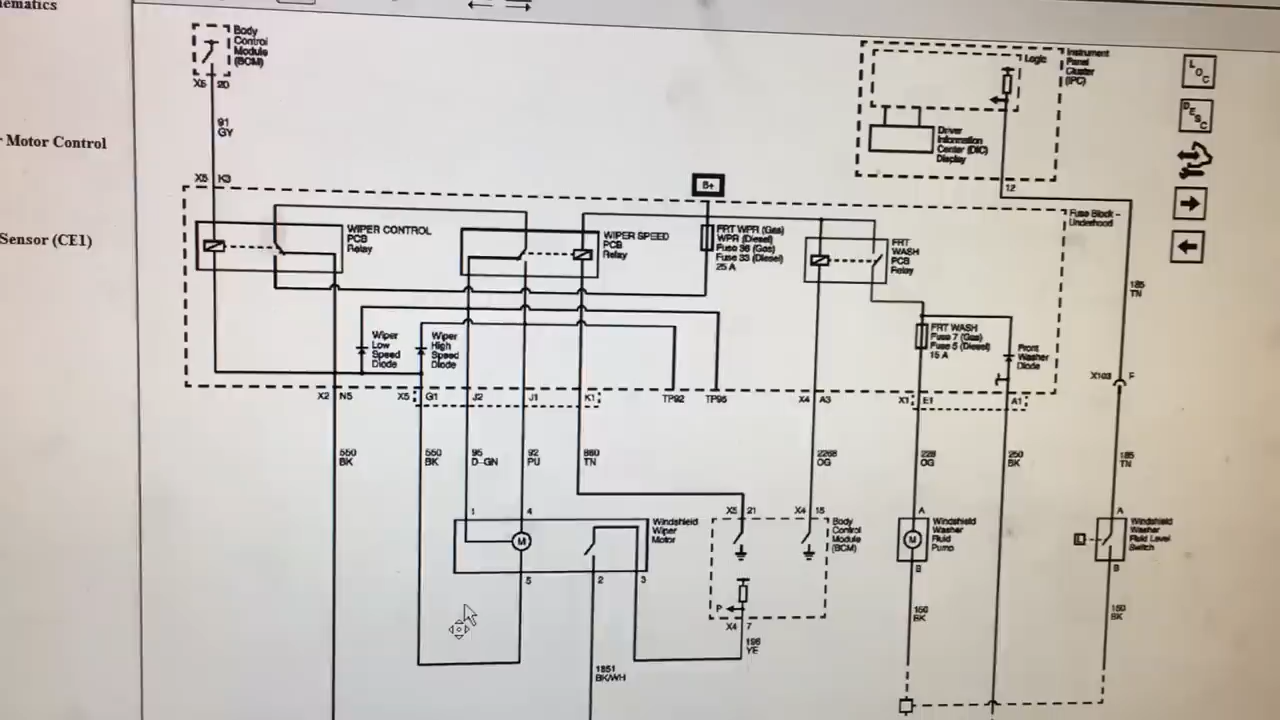 Body
Control
Module
(BCM)
X5 20
91
GY
X5 K3
Motor Control
Sensor (CE1)
B+
Logic
Instrument
Panel
Cluster
(IPC)
Driver
Information
Center (DIC)
Display
12
L
O
C
D
E
S
C
WIPER CONTROL
PCB
Relay
WIPER SPEED
PCB
Relay
FRT WPR (Gas)
WPR (Diesel)
Fuse 36 (Gas)
Fuse 33 (Diesel)
25 A
FRT
WASH
PCB
Relay
Fuse Block -
Underhood
185
TN
Wiper
Low
Speed
Diode
Wiper
High
Speed
Diode
FRT WASH
Fuse 7 (Gas)
Fuse 5 (Diesel)
15 A
Front
Washer
Diode
X103 F
X2 N5 X5 G1 J2 J1 K1 TP92 TP95 X4 A3 X1 E1 A1
550
BK
550
BK
95
D-GN
92
PU
880
TN
2268
OG
228
OG
250
BK
185
TN
1 4
Windshield
Wiper
Motor
M
5 2 3
X5 21 X4 15
Body
Control
Module
(BCM)
P
X4 7
196
YE
A
Windshield
Washer
Fluid
Pump
M
B
A
Windshield
Washer
Fluid Level
Switch
L
B
150
BK
150
BK
1851
BK/WH